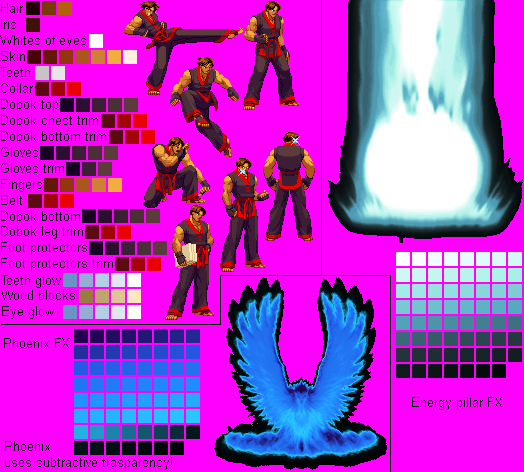 Hair
Iris
Whites of eyes
Skin
Teeth
Collar
Dobok top
Dobok chest trim
Dobok bottom trim
Gloves
Gloves trim
Fingers
Belt
Dobok bottom
Dobok leg trim
Foot protectors
Foot protectors trim
Teeth glow
Wood blocks
Eye glow
Phoenix FX
Phoenix
uses subtractive trasparency!
Energy pillar FX